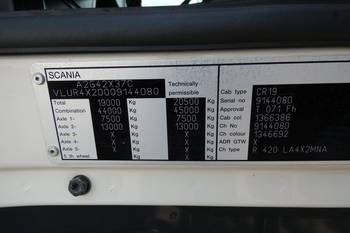 SCANIA
A2G42X37C
VLUR4X20009144080
Technically
permissible
Total 19000 Kg 20500 Kg
Combination 44000 Kg 45000 Kg
Axle 1- 7500 Kg 7500 Kg
Axle 2- 13000 Kg 13000 Kg
Axle 3- X Kg X Kg
Axle 4- X Kg X Kg
Axle 5- X Kg X Kg
5.th wheel X Kg X Kg
Cab type CR19
Serial no 9144080
Approval no T 071 Fh
Cab col 1366386
Ch No 9144080
Ch colour 1346692
ADR GTW X
Ch type R 420 LA4X2MNA